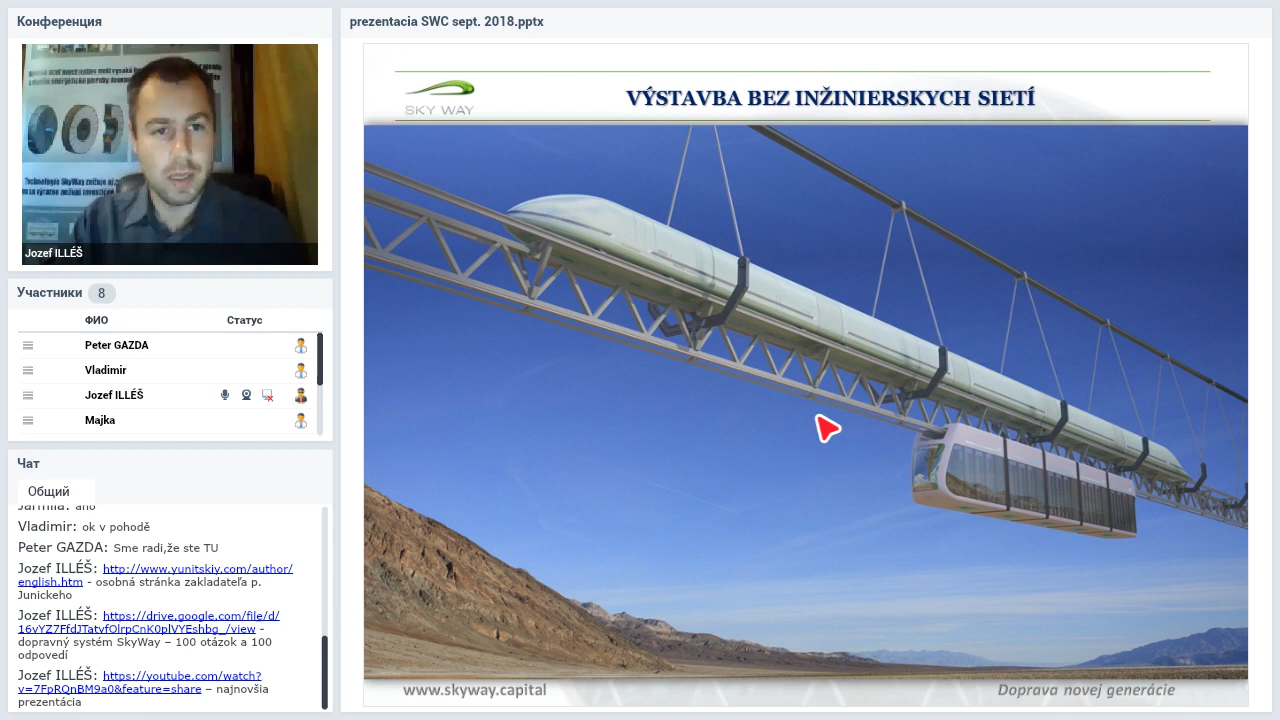 Конференция
Jozef ILLÉŠ
Участники 8
ФИО Статус
Peter GAZDA
Vladimir
Jozef ILLÉŠ
Majka
Чат
Общий
Jarmila: áno
Vladimir: ok v pohodě
Peter GAZDA: Sme radi,že ste TU
Jozef ILLÉŠ: http://www.yunitskiy.com/author/
english.htm - osobná stránka zakladateľa p.
Junickeho
Jozef ILLÉŠ: https://drive.google.com/file/d/
16vYZ7FfdJTatvfOlrpCnK0plVYEshbg_/view -
dopravný systém SkyWay – 100 otázok a 100
odpovedí
Jozef ILLÉŠ: https://youtube.com/watch?
v=7FpRQnBM9a0&feature=share – najnovšia
prezentácia
prezentacia SWC sept. 2018.pptx
SKY WAY
VÝSTAVBA BEZ INŽINIERSKYCH SIETÍ
www.skyway.capital
Doprava novej generácie